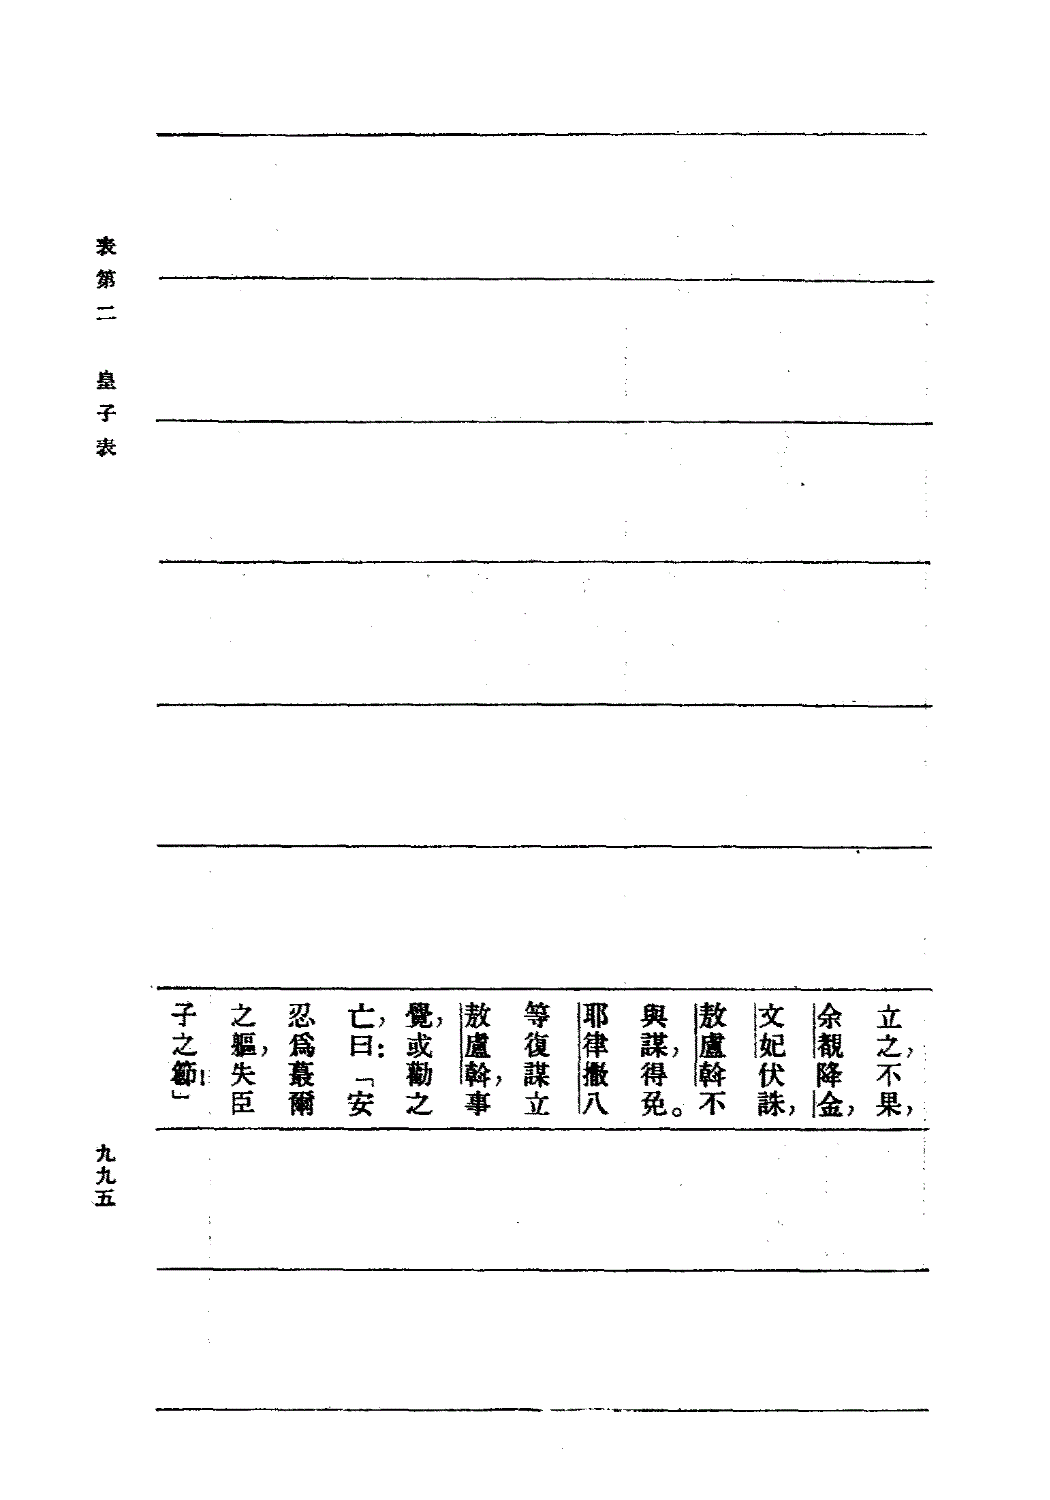 立之，不果，
余覩降金，
文妃伏誅，
敖盧斡不
與謀，得免。
耶律撒八
等復謀立
敖盧斡，事
覺，或勸之
亡，曰：「安
忍爲蕞爾
之軀，失臣
子之節！」
表第二　皇子表
九九五